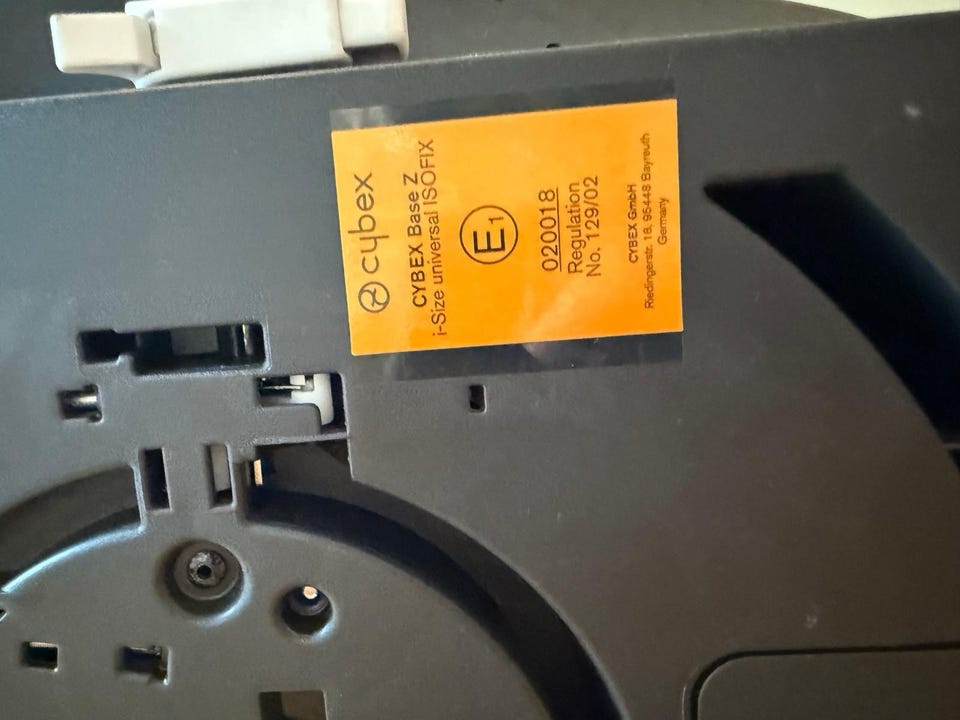 cybex
CYBEX Base Z
i-Size universal ISOFIX
E1
020018
Regulation
No. 129/02
CYBEX GmbH
Riedingerstr. 18, 95448 Bayreuth
Germany